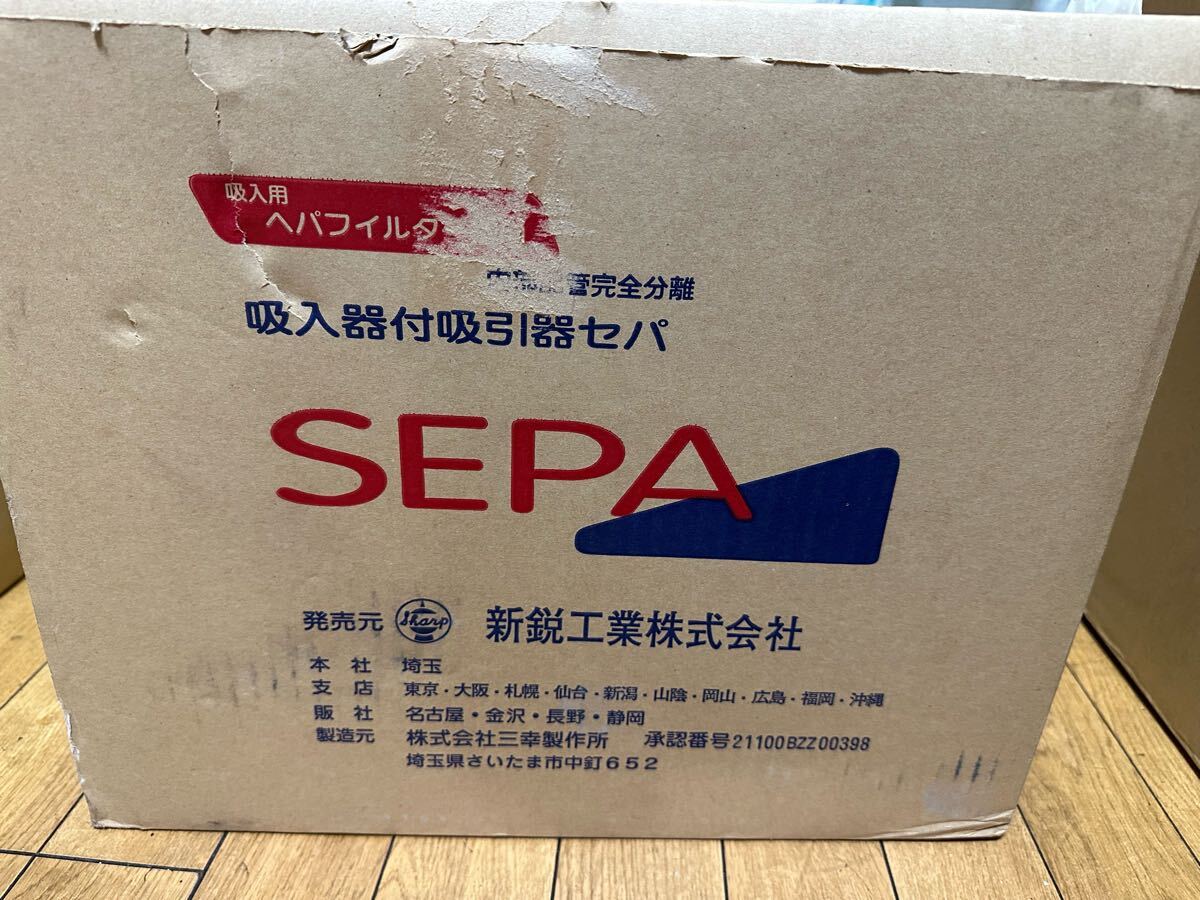 吸入用
ヘパフイルタ
管完全分離
吸入器付吸引器セパ
SEPA
発売元 Sharp 新鋭工業株式会社
本社 埼玉
支店 東京・大阪・札幌・仙台・新潟・山陰・岡山・広島・福岡・沖縄
販社 名古屋・金沢・長野・静岡
製造元 株式会社三幸製作所 承認番号21100BZZ00398
埼玉県さいたま市中釘652